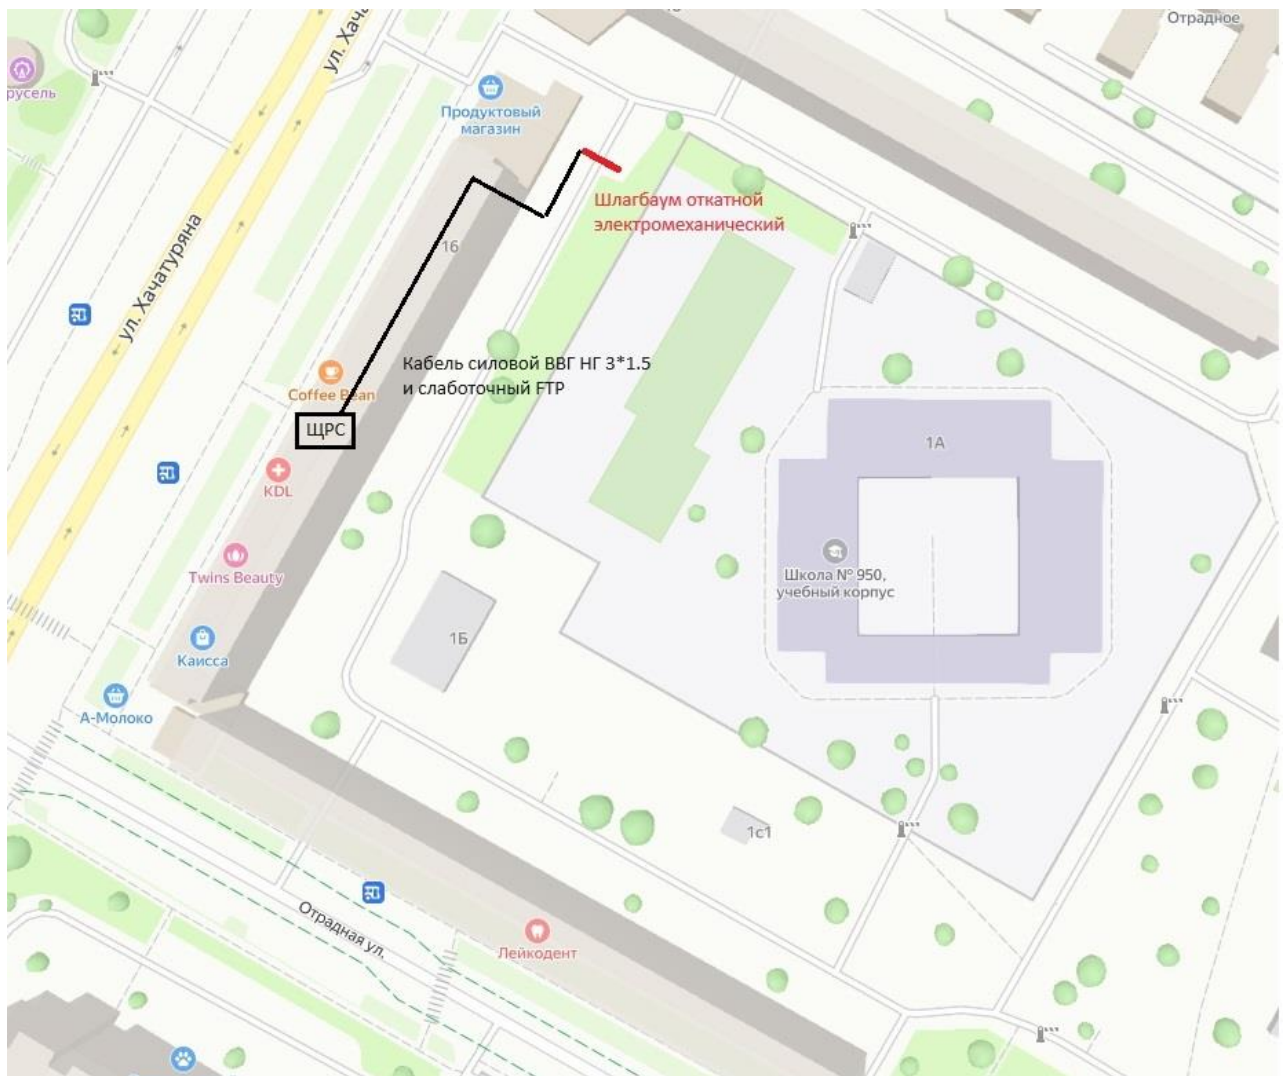 Отрадное
ул. Хача
русель
Продуктовый
магазин
Шлагбаум откатной
электромеханический
ул. Хачатуряна
16
Кабель силовой ВВГ НГ 3*1.5
и слаботочный FTP
Coffee Bean
ЩРС
1А
KDL
Twins Beauty
Школа № 950,
учебный корпус
1Б
Каисса
А-Молоко
1с1
Отрадная ул.
Лейкодент